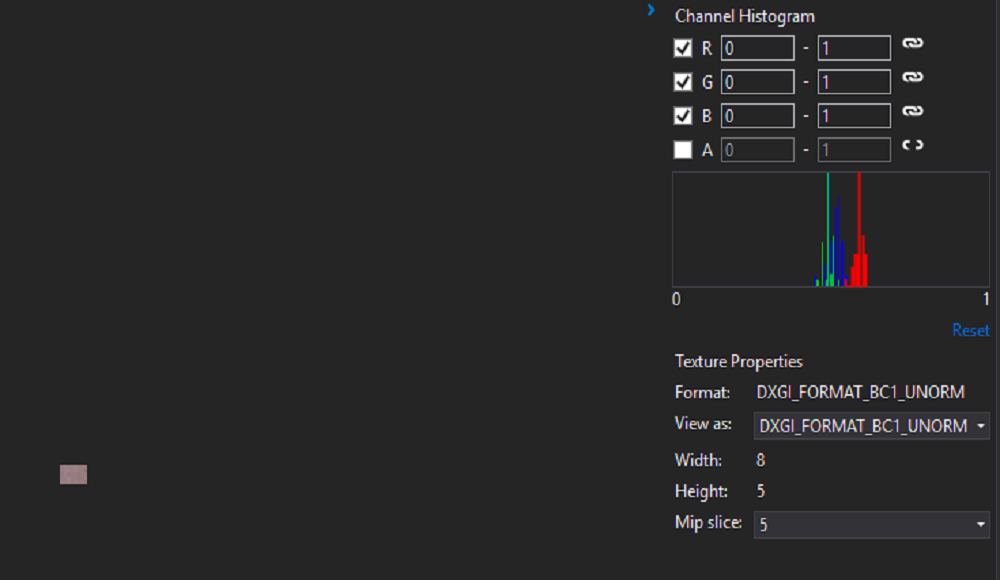 Channel Histogram
R 0 - 1
G 0 - 1
B 0 - 1
A 0 - 1
0 1
Reset
Texture Properties
Format: DXGI_FORMAT_BC1_UNORM
View as: DXGI_FORMAT_BC1_UNORM
Width: 8
Height: 5
Mip slice: 5